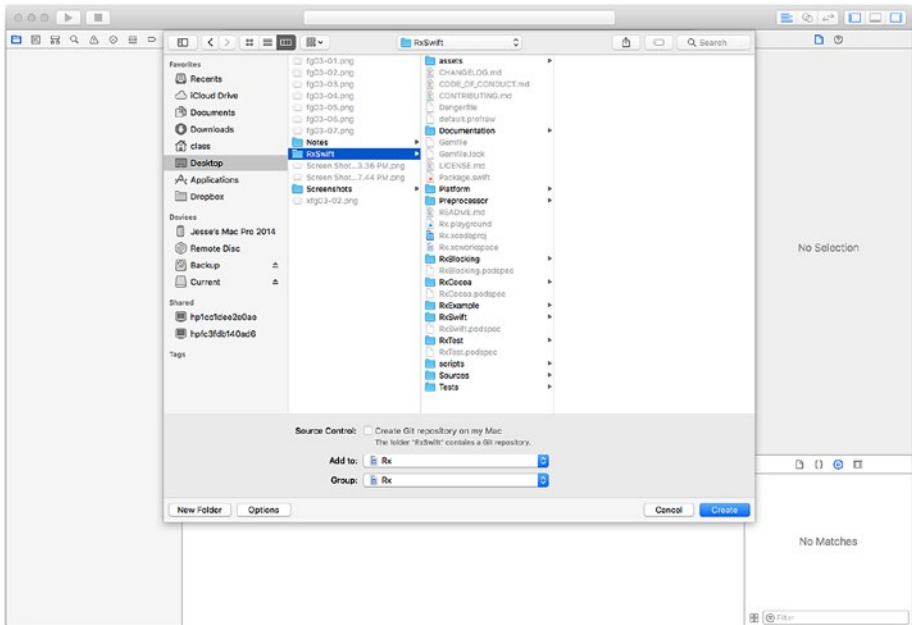 RxSwift
Search
Favorites
Recents
iCloud Drive
Documents
Downloads
class
Desktop
Applications
Dropbox
Devices
Jesse's Mac Pro 2014
Remote Disc
Backup
Current
Shared
hp1cc1dee2e0ae
hpfc3fdb140ad6
Tags
fg03-01.png
fg03-02.png
fg03-03.png
fg03-04.png
fg03-05.png
fg03-06.png
fg03-07.png
Notes
RxSwift
Screen Shot...3.36 PM.png
Screen Shot...7.44 PM.png
Screenshots
xfg03-02.png
assets
CHANGELOG.md
CODE_OF_CONDUCT.md
CONTRIBUTING.md
Dangerfile
default.profraw
Documentation
Gemfile
Gemfile.lock
LICENSE.md
Package.swift
Platform
Preprocessor
README.md
Rx.playground
Rx.xcodeproj
Rx.xcworkspace
RxBlocking
RxBlocking.podspec
RxCocoa
RxCocoa.podspec
RxExample
RxSwift
RxSwift.podspec
RxTest
RxTest.podspec
scripts
Sources
Tests
Source Control: Create Git repository on my Mac
The folder "RxSwift" contains a Git repository.
Add to: Rx
Group: Rx
New Folder Options Cancel Create
No Selection
No Matches
Filter